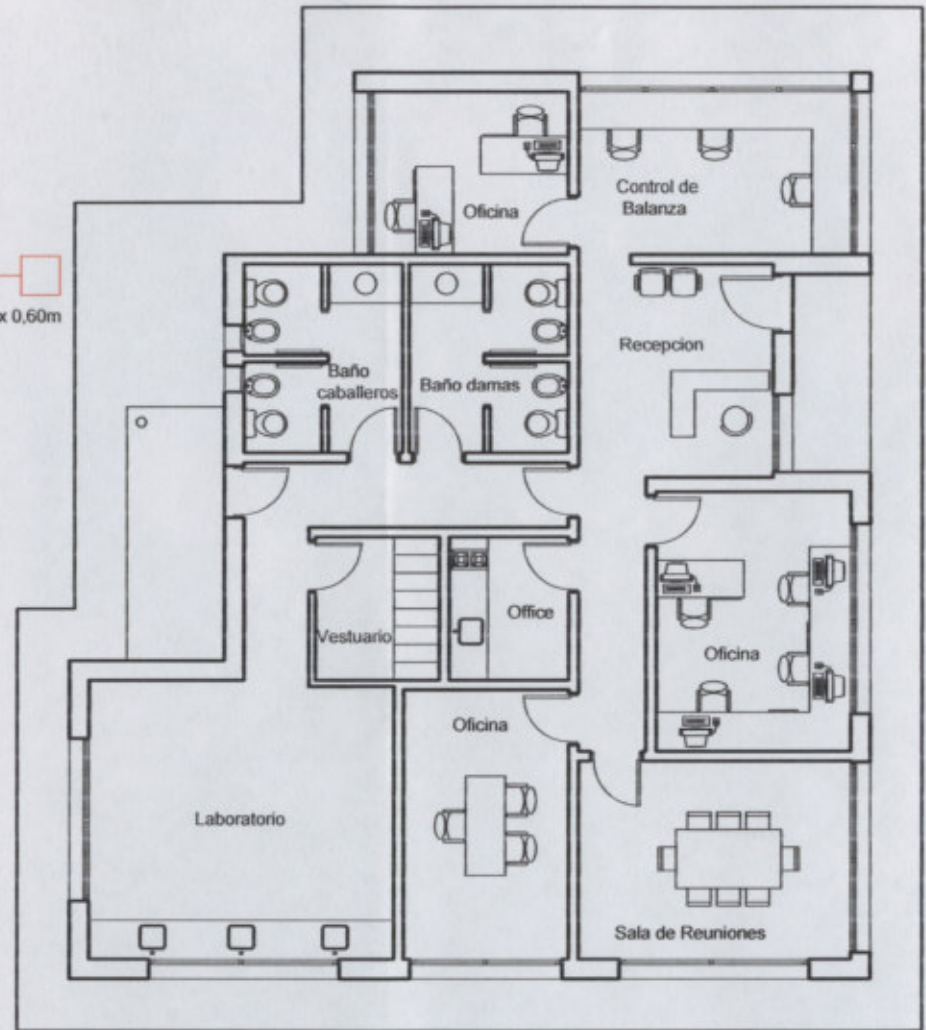 Oficina
Control de
Balanza
x 0,60m
Recepcion
Baño
caballeros
Baño damas
Vestuario
Office
Oficina
Oficina
Laboratorio
Sala de Reuniones